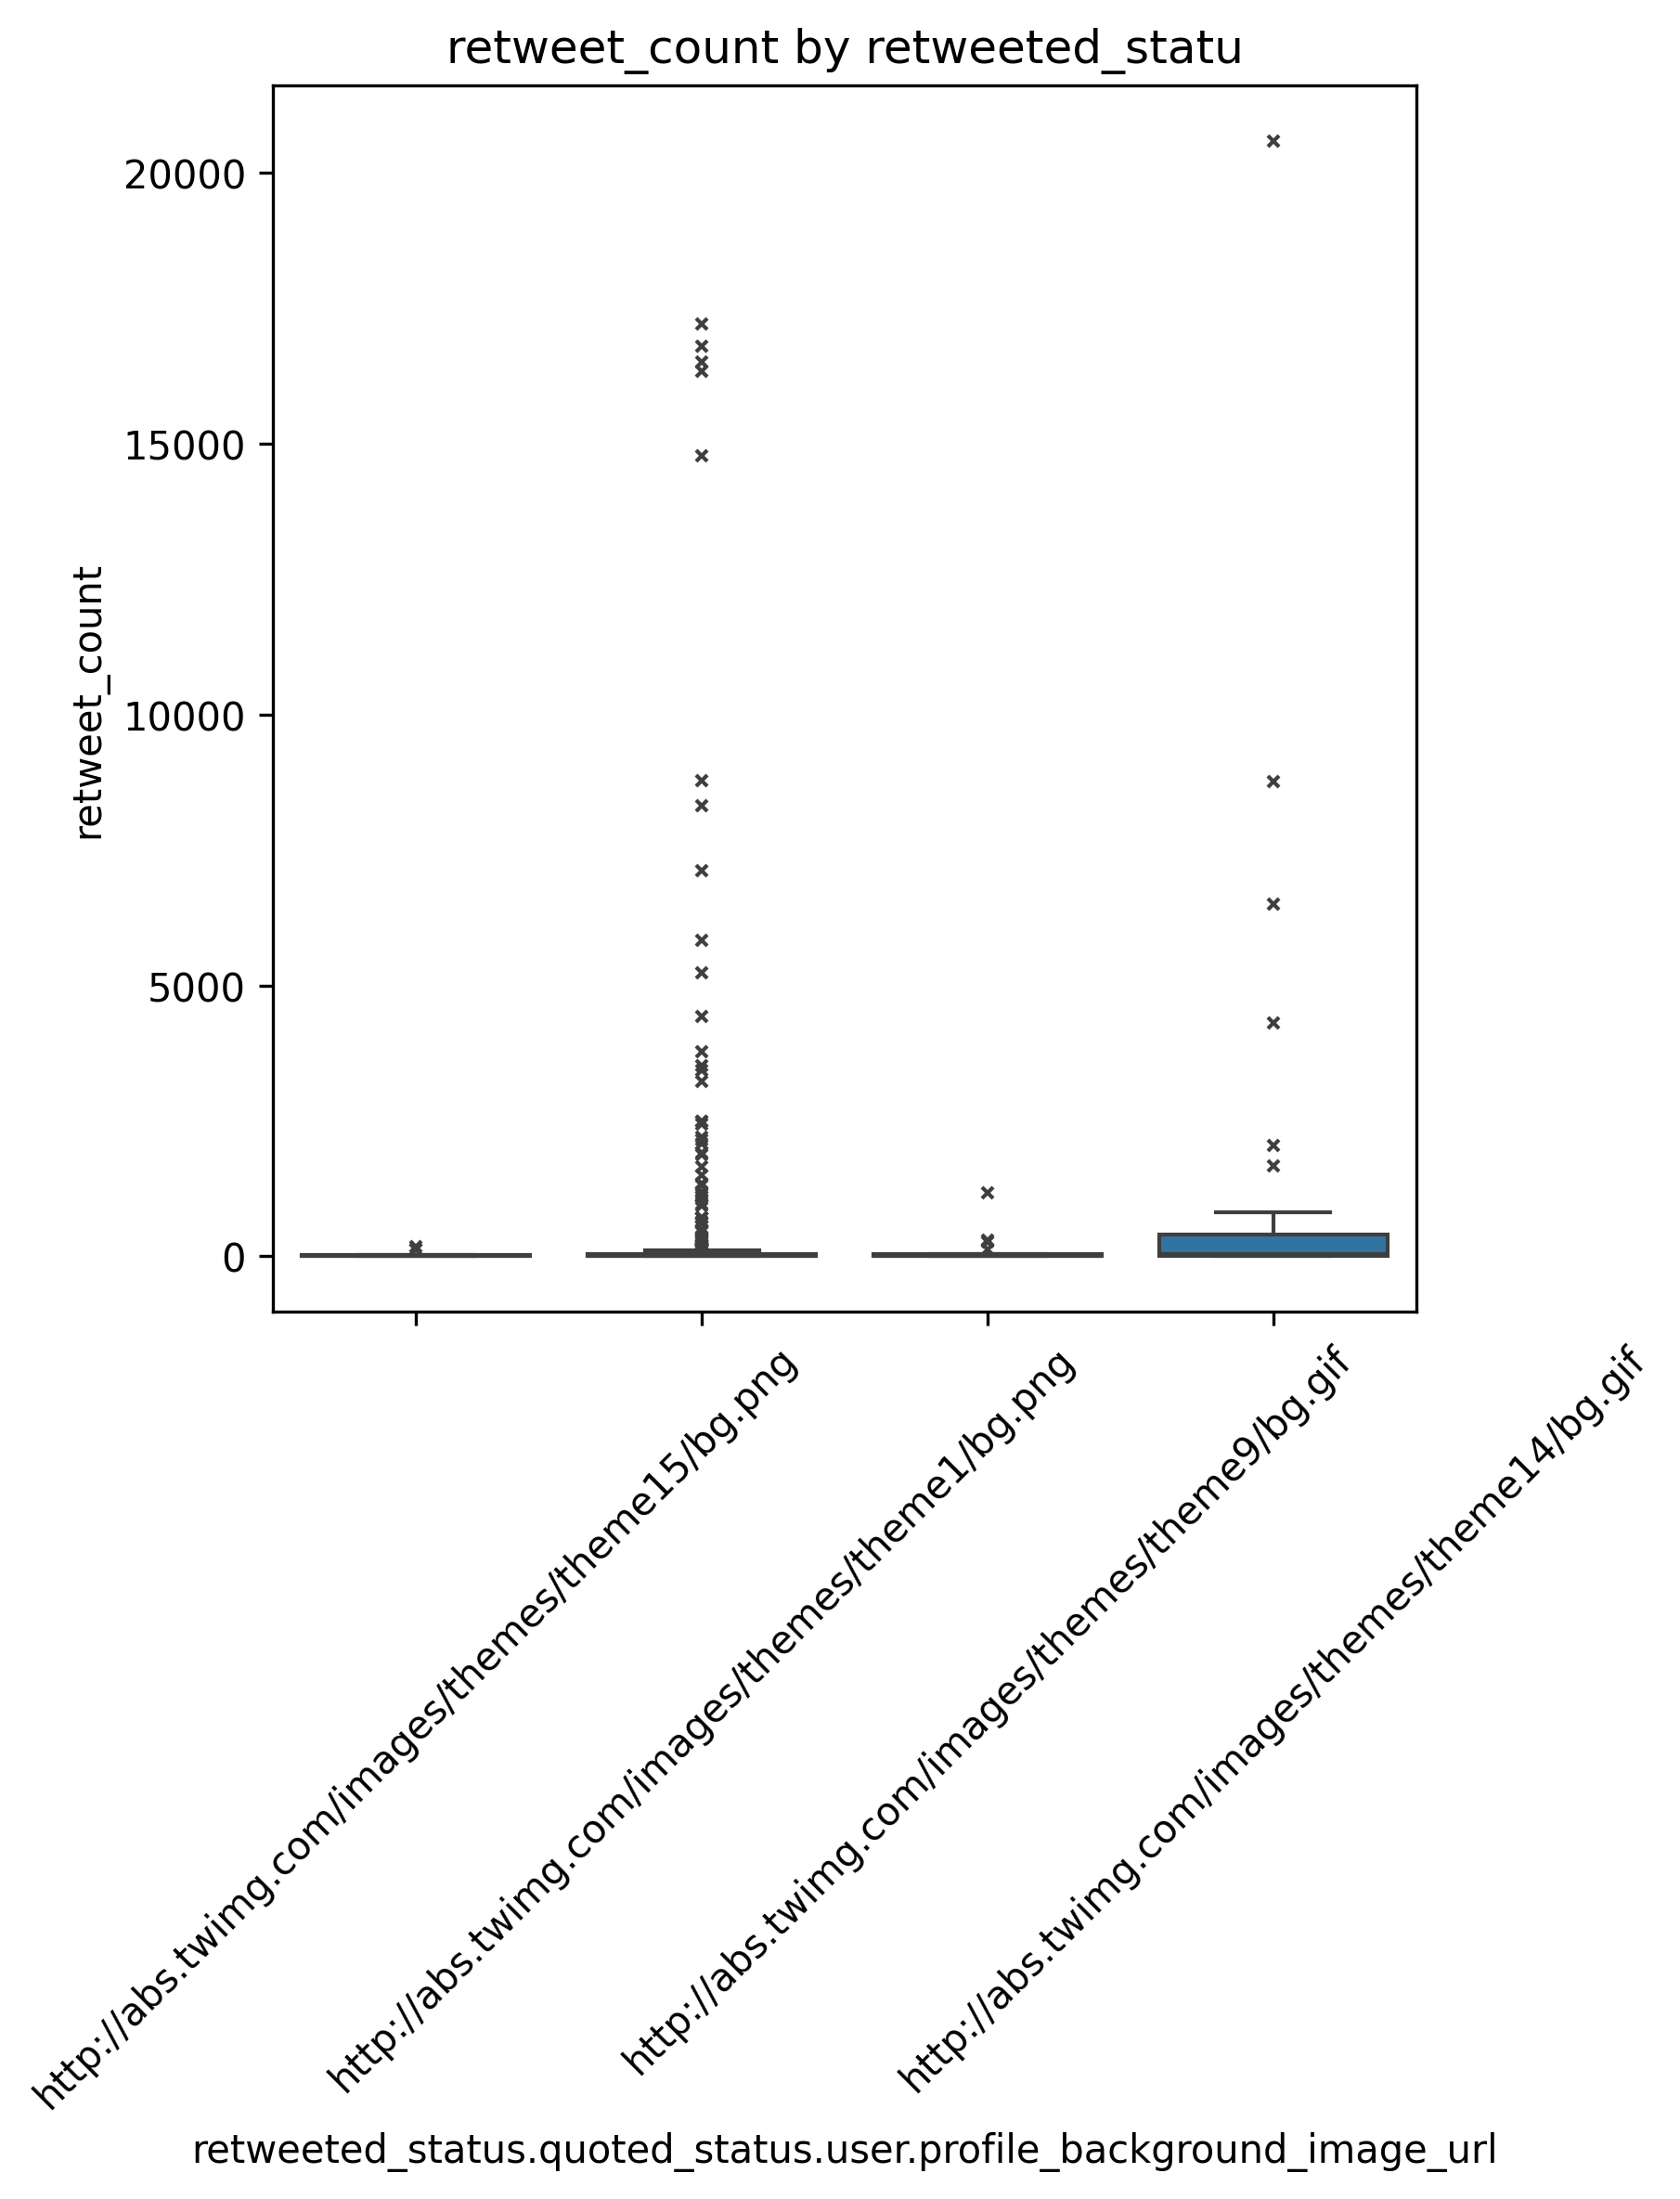 retweet_count by retweeted_statu
20000
15000
10000
5000
0
retweet_count
http://abs.twimg.com/images/themes/theme15/bg.png
http://abs.twimg.com/images/themes/theme1/bg.png
http://abs.twimg.com/images/themes/theme9/bg.gif
http://abs.twimg.com/images/themes/theme14/bg.gif
retweeted_status.quoted_status.user.profile_background_image_url